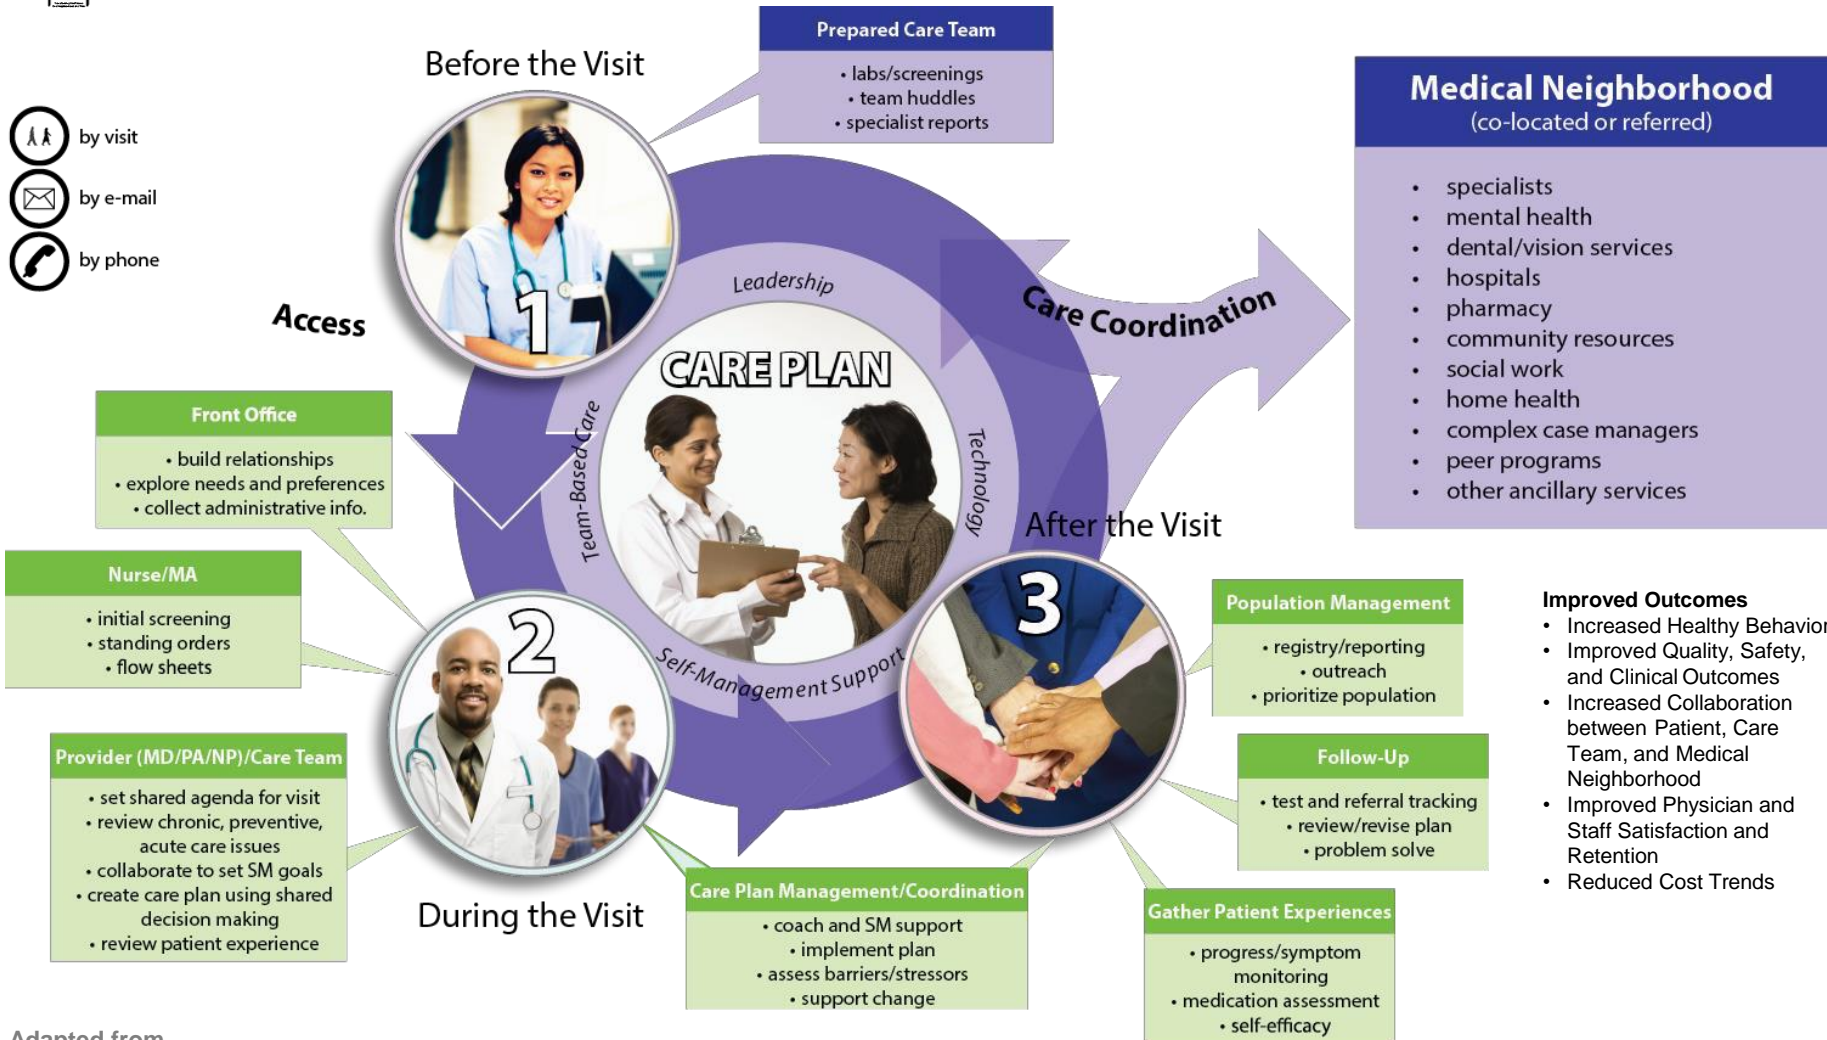 Before the Visit
Prepared Care Team
• labs/screenings
• team huddles
• specialist reports
Medical Neighborhood
(co-located or referred)
• specialists
• mental health
• dental/vision services
• hospitals
• pharmacy
• community resources
• social work
• home health
• complex case managers
• peer programs
• other ancillary services
by visit
by e-mail
by phone
Access
1
Leadership
CARE PLAN
Team-Based Care
Technology
Self-Management Support
Care Coordination
Front Office
• build relationships
• explore needs and preferences
• collect administrative info.
Nurse/MA
• initial screening
• standing orders
• flow sheets
Provider (MD/PA/NP)/Care Team
• set shared agenda for visit
• review chronic, preventive,
acute care issues
• collaborate to set SM goals
• create care plan using shared
decision making
• review patient experience
2
During the Visit
Care Plan Management/Coordination
• coach and SM support
• implement plan
• assess barriers/stressors
• support change
After the Visit
3
Population Management
• registry/reporting
• outreach
• prioritize population
Follow-Up
• test and referral tracking
• review/revise plan
• problem solve
Gather Patient Experiences
• progress/symptom
monitoring
• medication assessment
• self-efficacy
Improved Outcomes
• Increased Healthy Behavior
• Improved Quality, Safety,
and Clinical Outcomes
• Increased Collaboration
between Patient, Care
Team, and Medical
Neighborhood
• Improved Physician and
Staff Satisfaction and
Retention
• Reduced Cost Trends
Adapted from